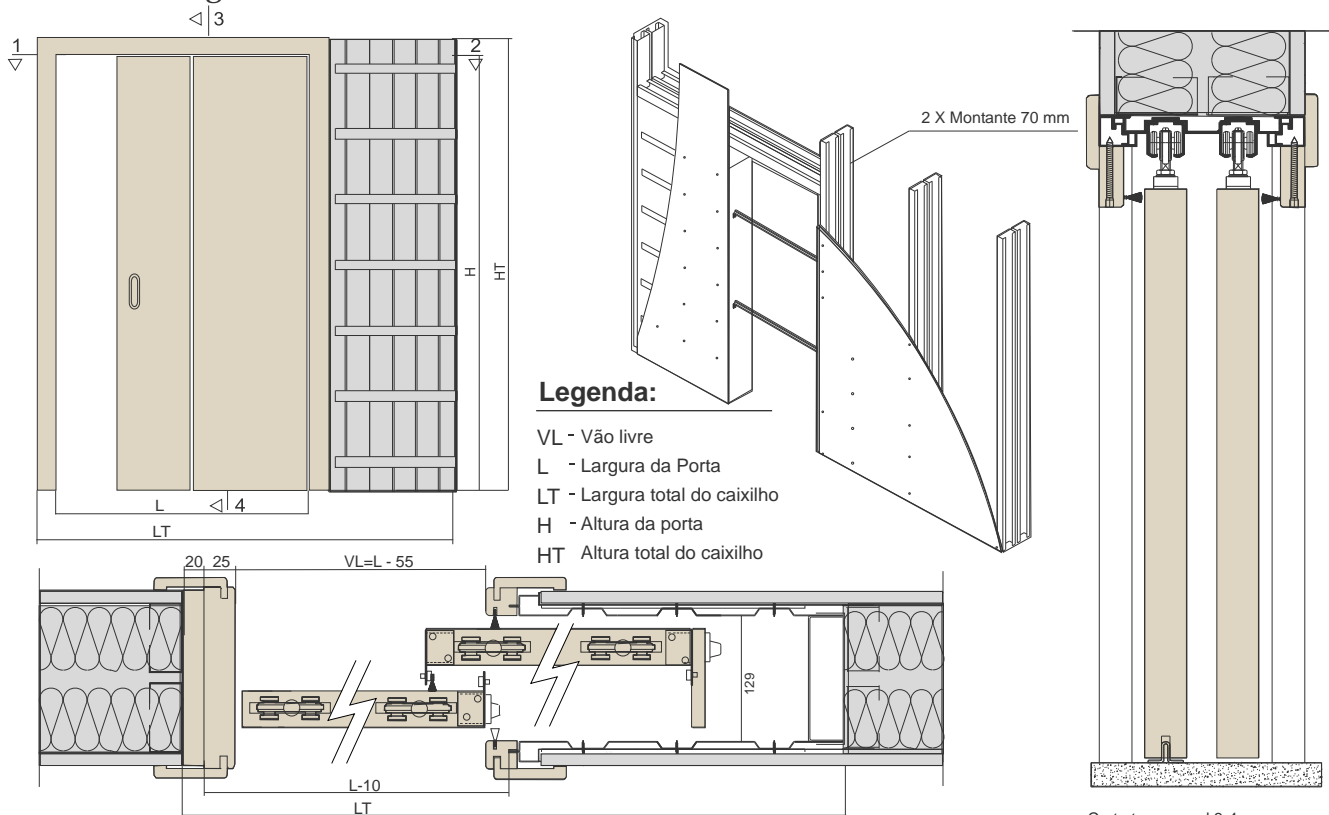 3
1
2
2 X Montante 70 mm
H
HT
Legenda:
VL - Vão livre
L - Largura da Porta
LT - Largura total do caixilho
H - Altura da porta
HT Altura total do caixilho
L
4
LT
20 25
VL=L - 55
129
L-10
LT